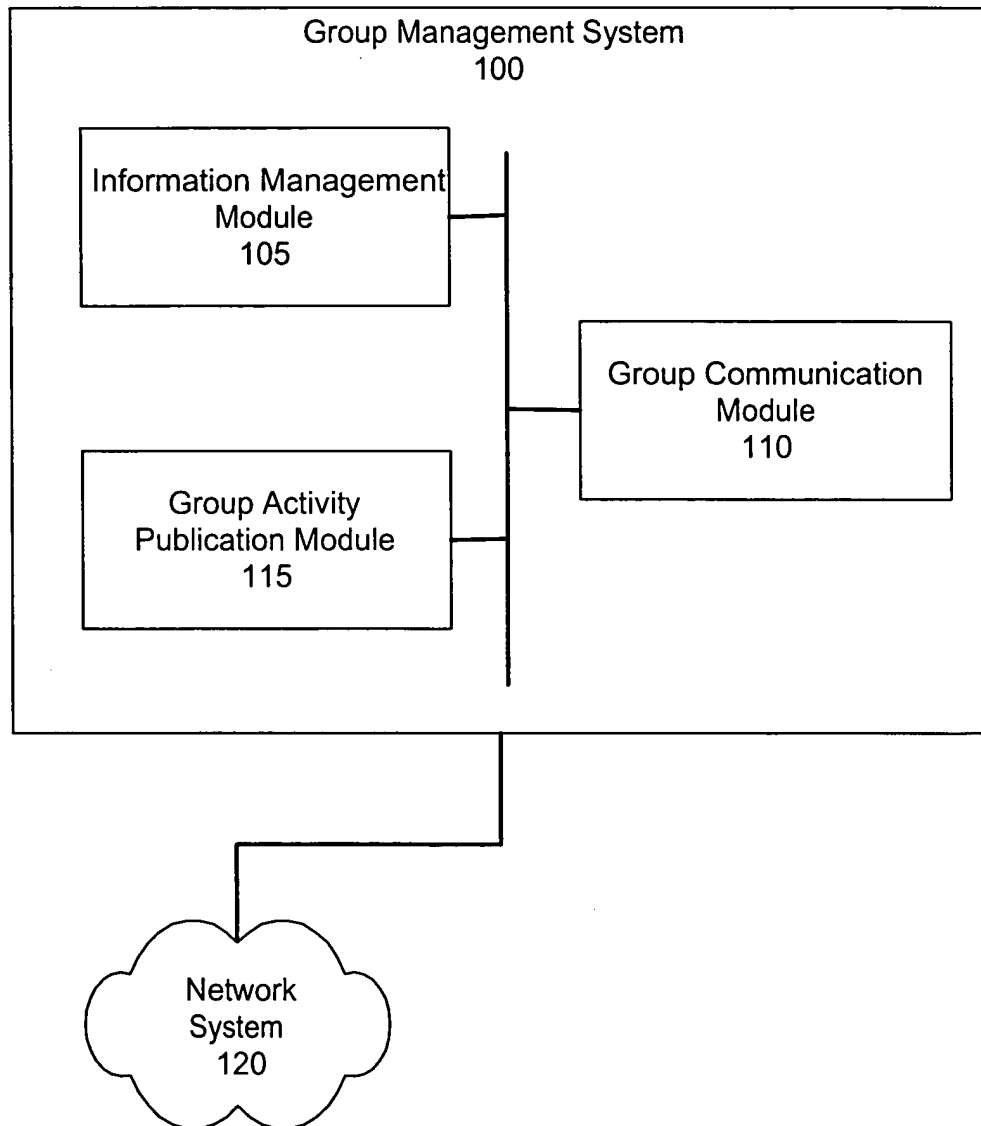 Group Management System
100
Information Management
Module
105
Group Communication
Module
110
Group Activity
Publication Module
115
Network
System
120